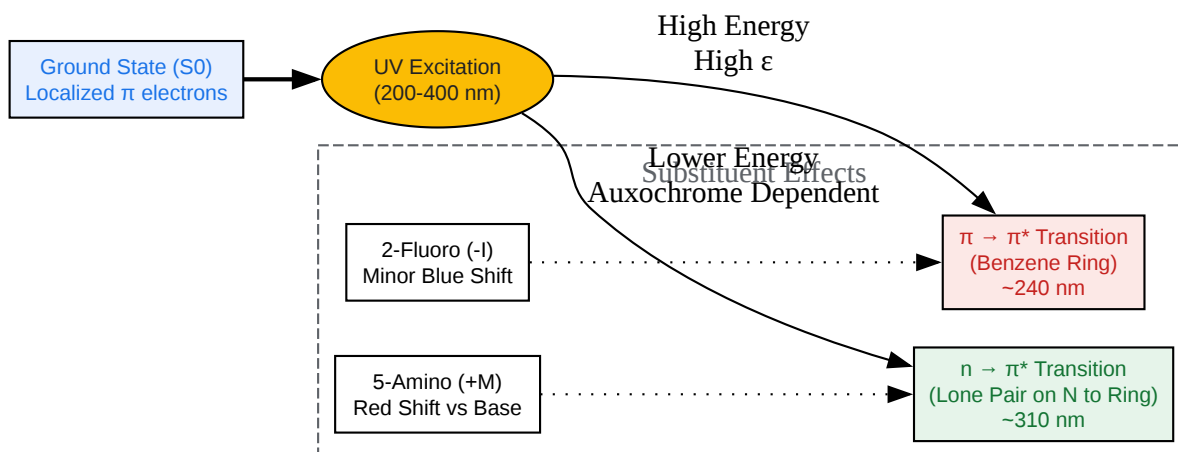 Ground State (S0)
Localized π electrons
UV Excitation
(200-400 nm)
High Energy
High ε
Lower Energy
Auxochrome Dependent
Substituent Effects
2-Fluoro (-I)
Minor Blue Shift
π → π* Transition
(Benzene Ring)
~240 nm
5-Amino (+M)
Red Shift vs Base
n → π* Transition
(Lone Pair on N to Ring)
~310 nm